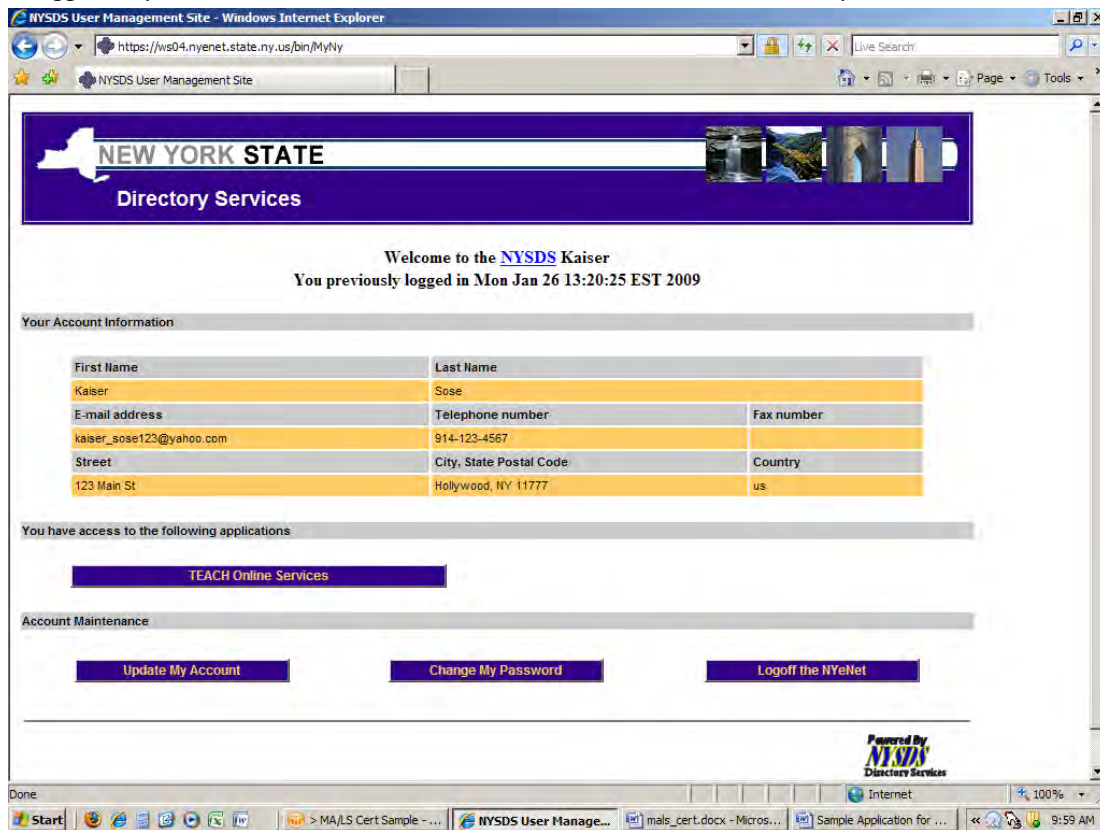 NYSDS User Management Site - Windows Internet Explorer
https://ws04.nyenet.state.ny.us/bin/MyNy
Live Search
NYSDS User Management Site
Page
Tools
NEW YORK STATE
Directory Services
Welcome to the NYSDS Kaiser
You previously logged in Mon Jan 26 13:20:25 EST 2009
Your Account Information
First Name Last Name
Kaiser Sose
E-mail address Telephone number Fax number
kaiser_sose123@yahoo.com 914-123-4567
Street City, State Postal Code Country
123 Main St Hollywood, NY 11777 us
You have access to the following applications
TEACH Online Services
Account Maintenance
Update My Account Change My Password Logoff the NYeNet
Powered By
NYSDS
Directory Services
Done Internet 100%
Start > MA/LS Cert Sample - ... NYSDS User Manage... mals_cert.docx - Micros... Sample Application for ... 9:59 AM